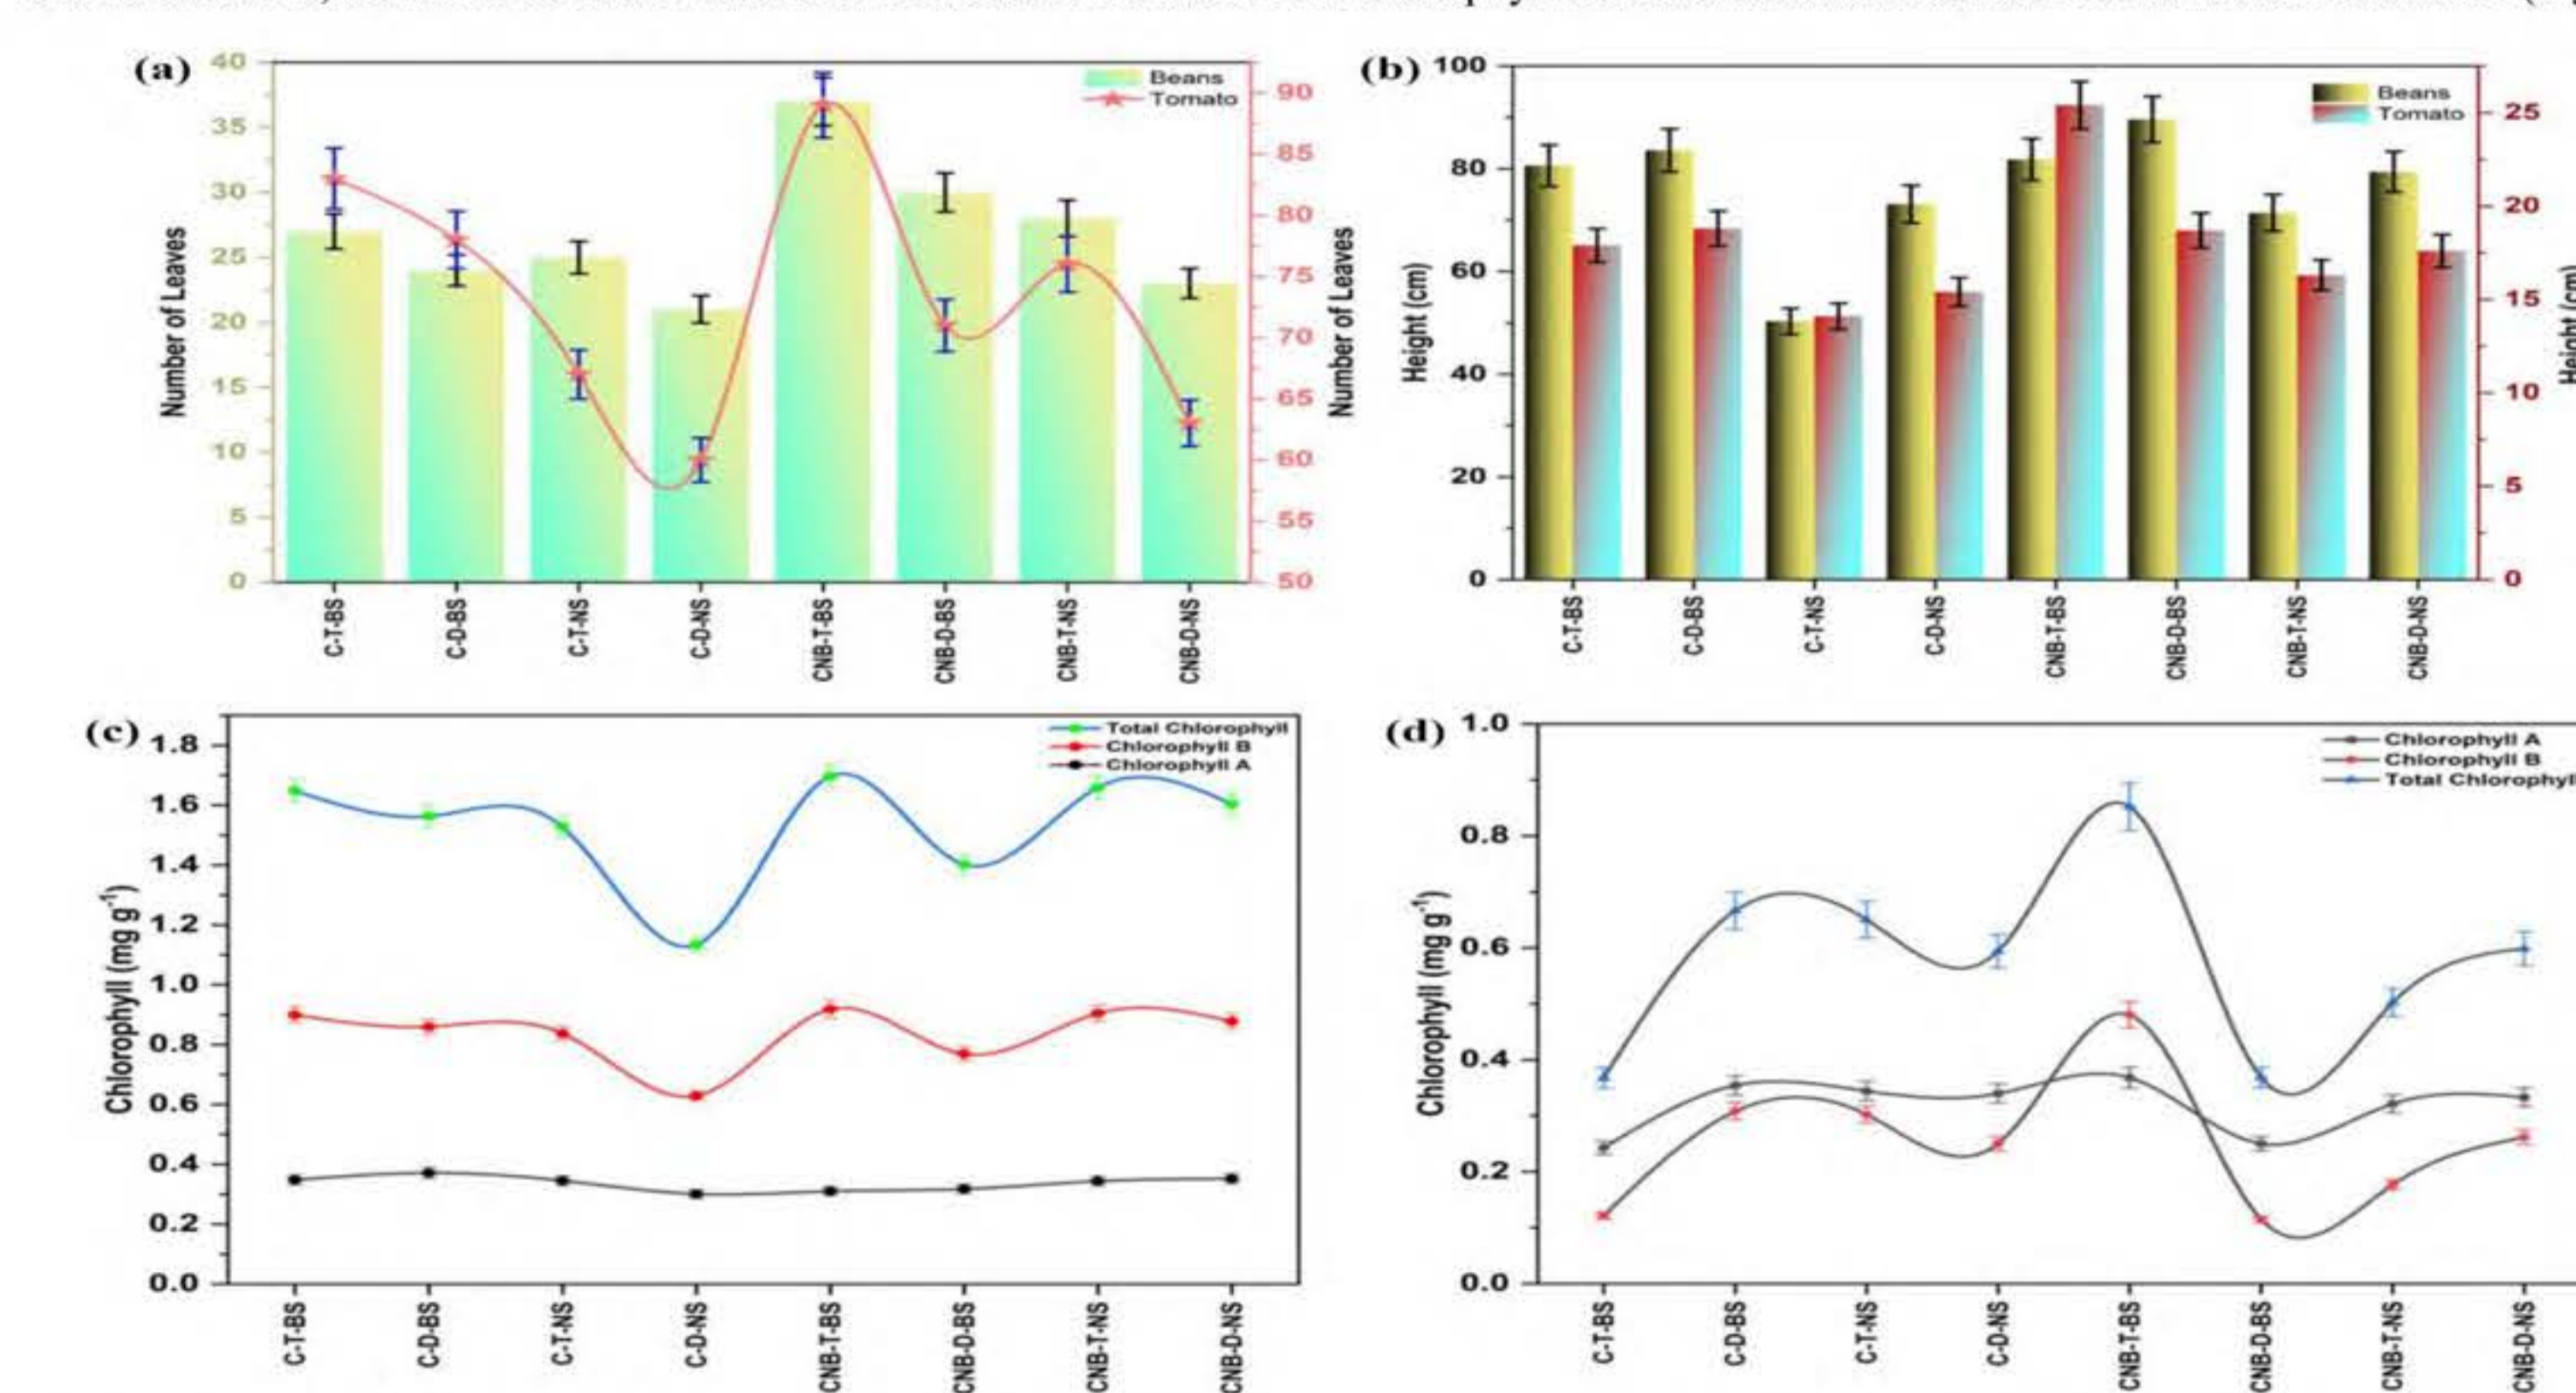 (a)
Number of Leaves
40
35
30
25
20
15
10
5
0
Beans
Tomato
90
85
80
75
70
65
60
55
50
Number of Leaves
C-T-BS
C-D-BS
C-T-NS
C-D-NS
CNB-T-BS
CNB-D-BS
CNB-T-NS
CNB-D-NS
(b)
Height (cm)
100
80
60
40
20
0
Beans
Tomato
25
20
15
10
5
0
Height (cm)
C-T-BS
C-D-BS
C-T-NS
C-D-NS
CNB-T-BS
CNB-D-BS
CNB-T-NS
CNB-D-NS
(c)
Chlorophyll (mg g⁻¹)
1.8
1.6
1.4
1.2
1.0
0.8
0.6
0.4
0.2
0.0
Total Chlorophyll
Chlorophyll B
Chlorophyll A
C-T-BS
C-D-BS
C-T-NS
C-D-NS
CNB-T-BS
CNB-D-BS
CNB-T-NS
CNB-D-NS
(d)
Chlorophyll (mg g⁻¹)
1.0
0.8
0.6
0.4
0.2
0.0
Chlorophyll A
Chlorophyll B
Total Chlorophyll
C-T-BS
C-D-BS
C-T-NS
C-D-NS
CNB-T-BS
CNB-D-BS
CNB-T-NS
CNB-D-NS